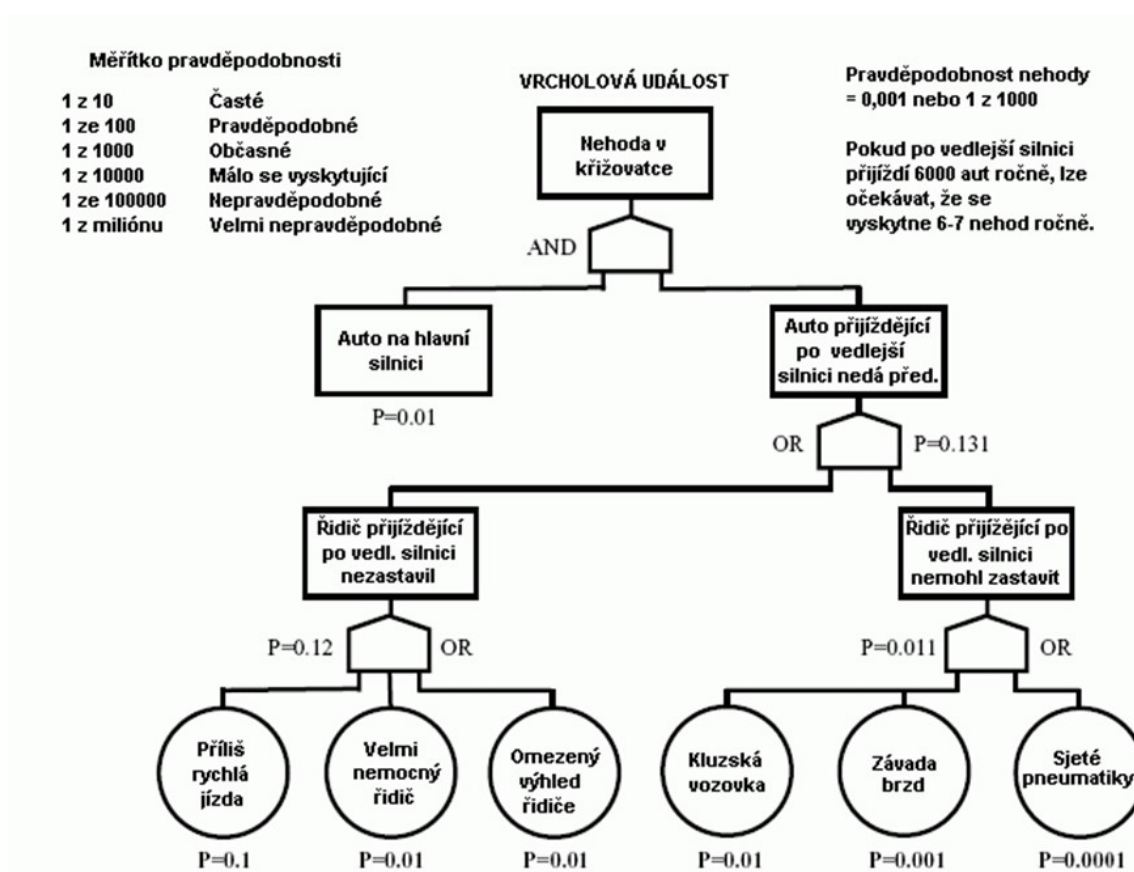 Měřítko pravděpodobnosti
1 z 10 Časté
1 ze 100 Pravděpodobné
1 z 1000 Občasné
1 z 10000 Málo se vyskytující
1 ze 100000 Nepravděpodobné
1 z miliónu Velmi nepravděpodobné
VRCHOLOVÁ UDÁLOST
Nehoda v
křižovatce
Pravděpodobnost nehody
= 0,001 nebo 1 z 1000
Pokud po vedlejší silnici
přijíždí 6000 aut ročně, lze
očekávat, že se
vyskytne 6-7 nehod ročně.
AND
Auto na hlavní
silnici
P=0.01
Auto přijíždějící
po vedlejší
silnici nedá před.
OR
P=0.131
Řidič přijíždějící
po vedl. silnici
nezastavil
Řidič přijížějící po
vedl. silnici
nemohl zastavit
P=0.12
OR
P=0.011
OR
Příliš
rychlá
jízda
Velmi
nemocný
řidič
Omezený
výhled
řidiče
Kluzská
vozovka
Závada
brzd
Sjeté
pneumatiky
P=0.1
P=0.01
P=0.01
P=0.01
P=0.001
P=0.0001